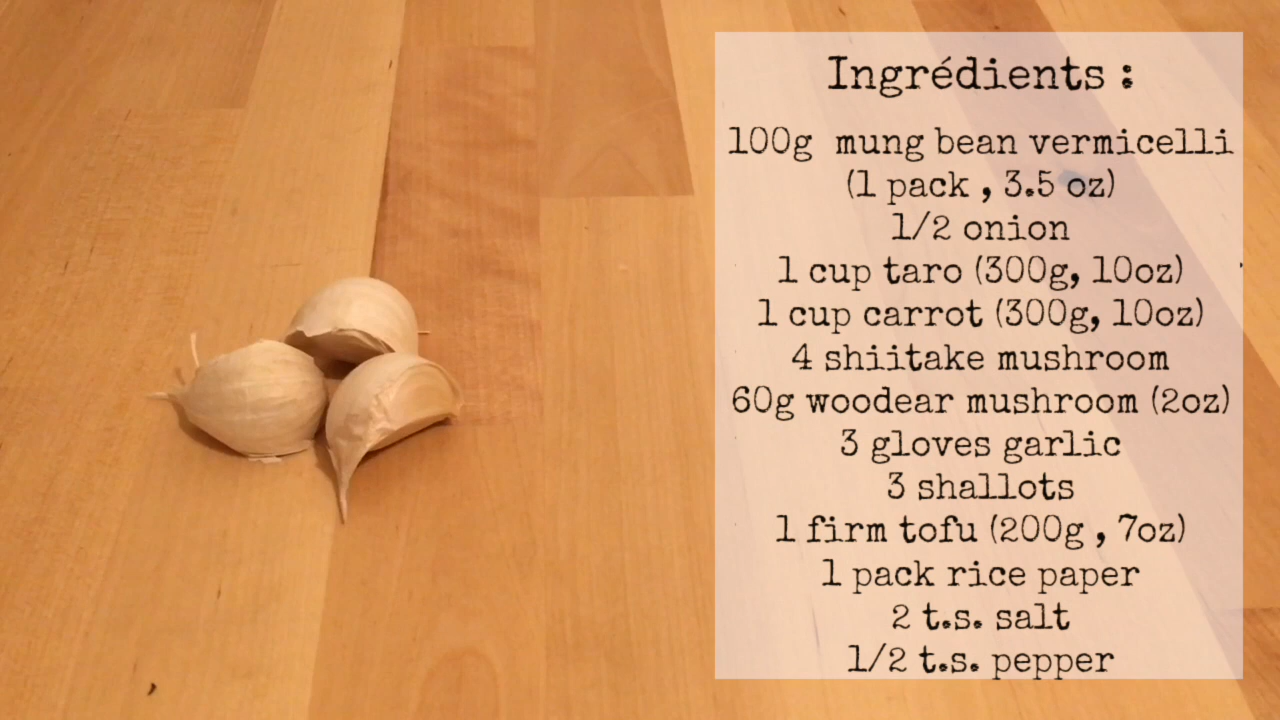 Ingrédients :
100g mung bean vermicelli
(1 pack , 3.5 oz)
1/2 onion
1 cup taro (300g, 10oz)
1 cup carrot (300g, 10oz)
4 shiitake mushroom
60g woodear mushroom (2oz)
3 gloves garlic
3 shallots
1 firm tofu (200g , 7oz)
1 pack rice paper
2 t.s. salt
1/2 t.s. pepper